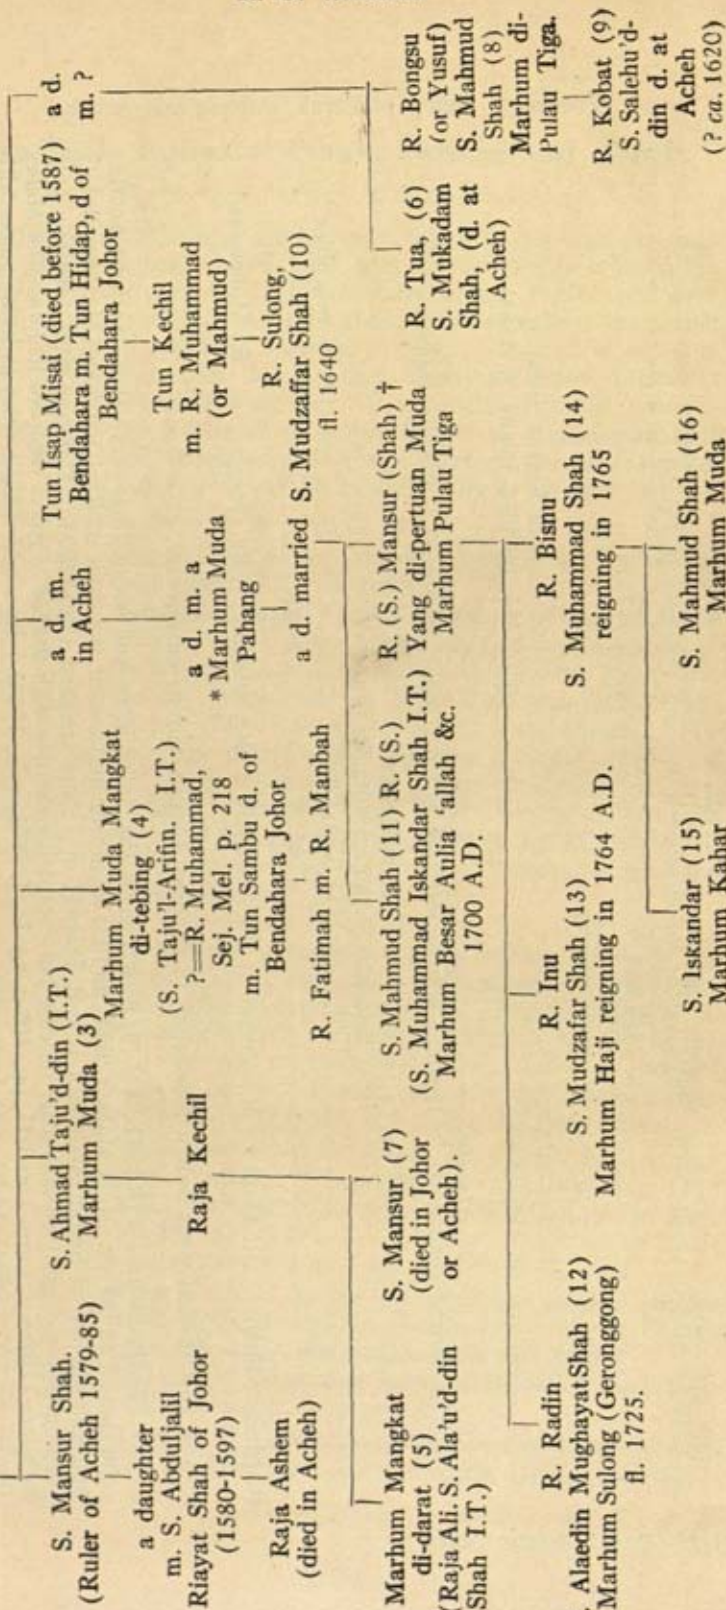 S. Mansur Shah.
(Ruler of Acheh 1579-85)
a daughter
m. S. Abduljalil
Riayat Shah of Johor
(1580-1597)
Raja Ashem
(died in Acheh)
S. Ahmad Taju'd-din (I.T.)
Marhum Muda (3)
Raja Kechil
Marhum Muda Mangkat
di-tebing (4)
(S. Taju'l-Arifin. I.T.)
?=R. Muhammad,
Sej. Mel. p. 218
m. Tun Sambu d. of
Bendahara Johor
R. Fatimah m. R. Manbah
a d. m.
in Acheh
a d. m. a
* Marhum Muda
Pahang
a d. married S. Mudzaffar Shah (10)
Tun Isap Misai (died before 1587)
Bendahara m. Tun Hidap, d of
Bendahara Johor
Tun Kechil
m. R. Muhammad
(or Mahmud)
R. Sulong,
fl. 1640
a d.
m. ?
Marhum Mangkat
di-darat (5)
(Raja Ali. S. Ala'u'd-din
Shah I.T.)
S. Mansur (7)
(died in Johor
or Acheh).
S. Mahmud Shah (11) R. (S.)
(S. Muhammad Iskandar Shah I.T.)
Marhum Besar Aulia 'allah &c.
1700 A.D.
R. (S.) Mansur (Shah) †
Yang di-pertuan Muda
Marhum Pulau Tiga
R. Tua, (6)
S. Mukadam
Shah, (d. at
Acheh)
R. Bongsu
(or Yusuf)
S. Mahmud
Shah (8)
Marhum di-
Pulau Tiga.
R. Kobat (9)
S. Salehu'd-
din d. at
Acheh
(? ca. 1620)
R. Radin
Alaedin Mughayat Shah (12)
Marhum Sulong (Geronggong)
fl. 1725.
R. Inu
S. Mudzafar Shah (13)
Marhum Haji reigning in 1764 A.D.
R. Bisnu
S. Muhammad Shah (14)
reigning in 1765
S. Iskandar (15)
Marhum Kahar
S. Mahmud Shah (16)
Marhum Muda